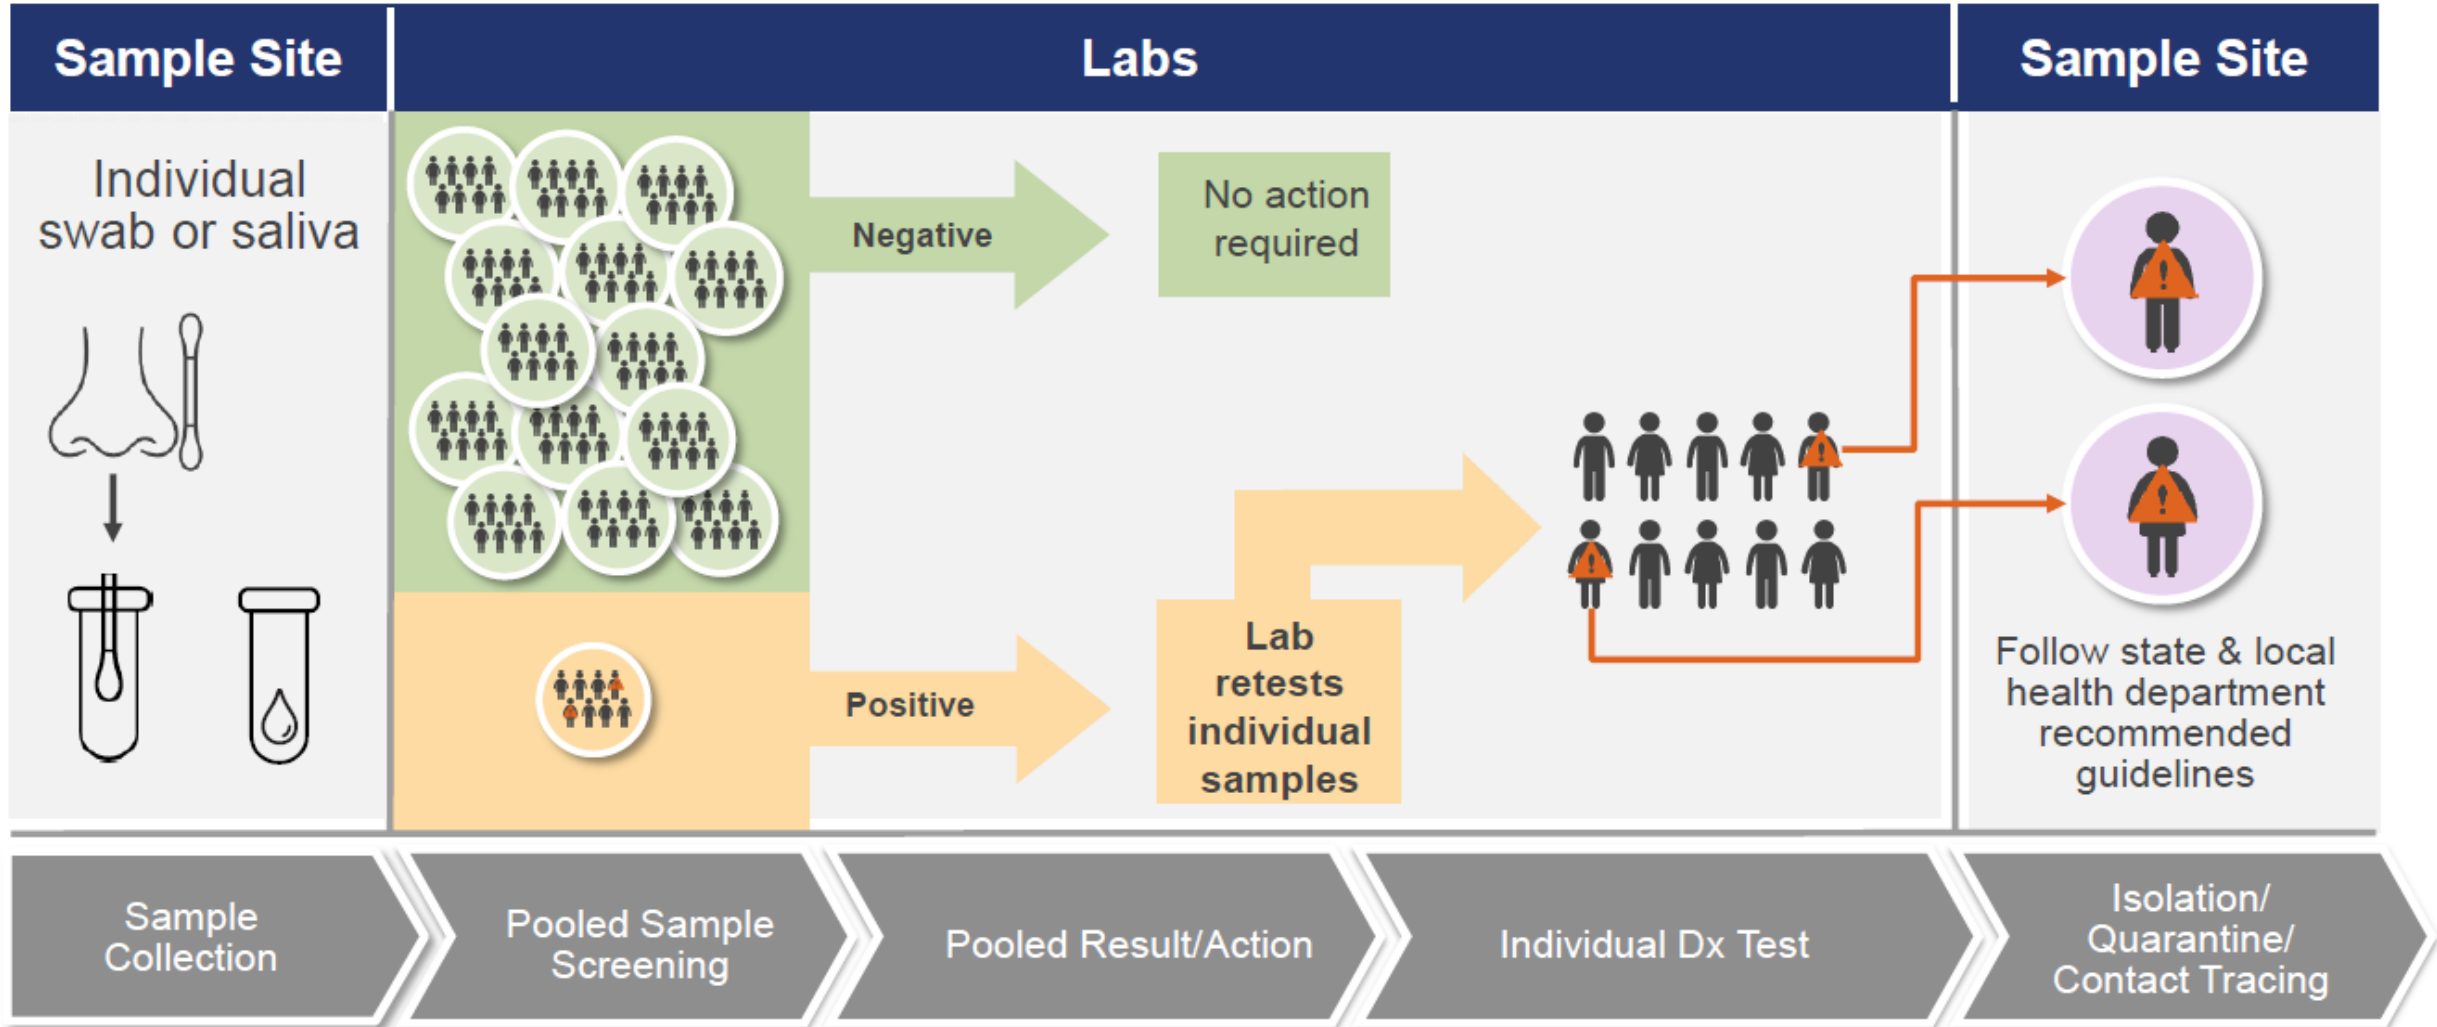 Sample Site
Labs
Sample Site
Individual
swab or saliva
Negative
No action
required
Positive
Lab
retests
individual
samples
Follow state & local
health department
recommended
guidelines
Sample
Collection
Pooled Sample
Screening
Pooled Result/Action
Individual Dx Test
Isolation/
Quarantine/
Contact Tracing